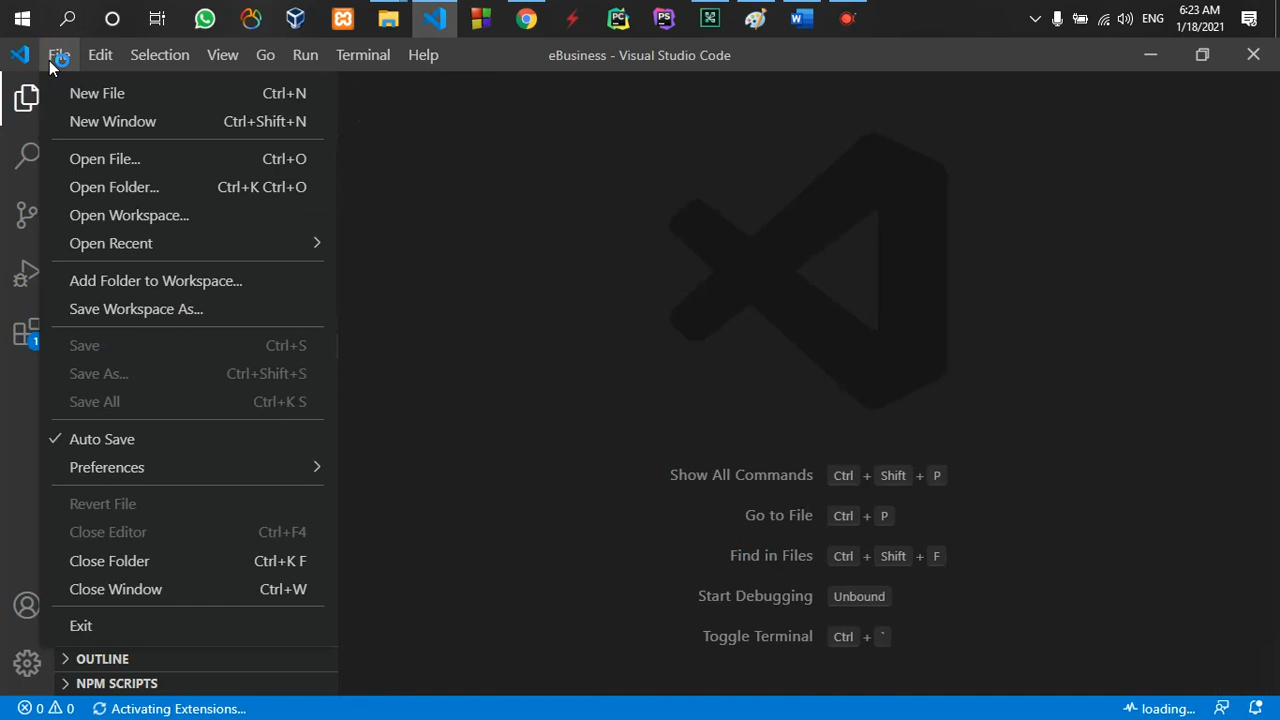 ENG
6:23 AM
1/18/2021
PC
PS
File Edit Selection View Go Run Terminal Help
eBusiness - Visual Studio Code
New File Ctrl+N
New Window Ctrl+Shift+N
Open File... Ctrl+O
Open Folder... Ctrl+K Ctrl+O
Open Workspace...
Open Recent
Add Folder to Workspace...
Save Workspace As...
Save Ctrl+S
Save As... Ctrl+Shift+S
Save All Ctrl+K S
Auto Save
Preferences
Revert File
Close Editor Ctrl+F4
Close Folder Ctrl+K F
Close Window Ctrl+W
Exit
1
Show All Commands Ctrl + Shift + P
Go to File Ctrl + P
Find in Files Ctrl + Shift + F
Start Debugging Unbound
Toggle Terminal Ctrl + `
OUTLINE
NPM SCRIPTS
0 0 Activating Extensions...
loading...